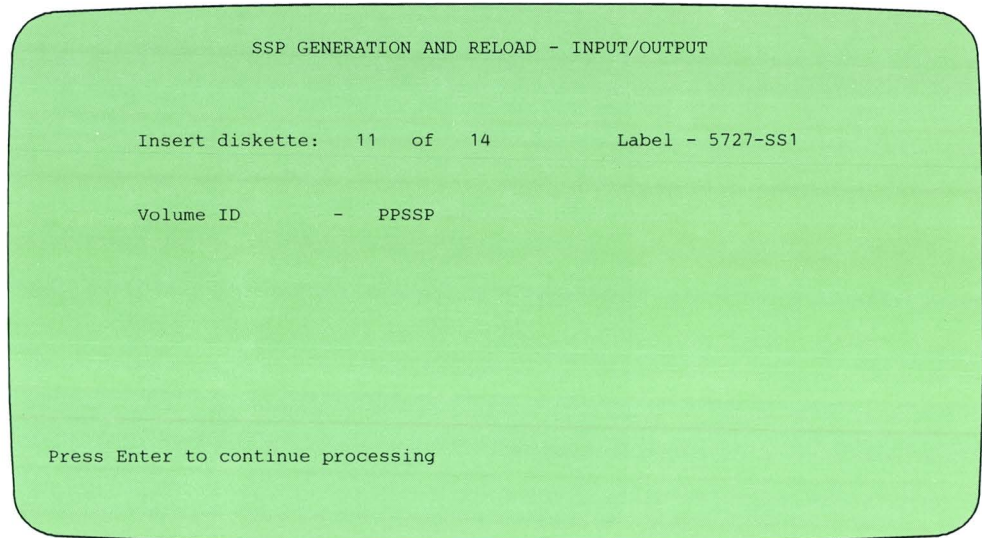 SSP GENERATION AND RELOAD - INPUT/OUTPUT
Insert diskette: 11 of 14 Label - 5727-SS1
Volume ID - PPSSP
Press Enter to continue processing